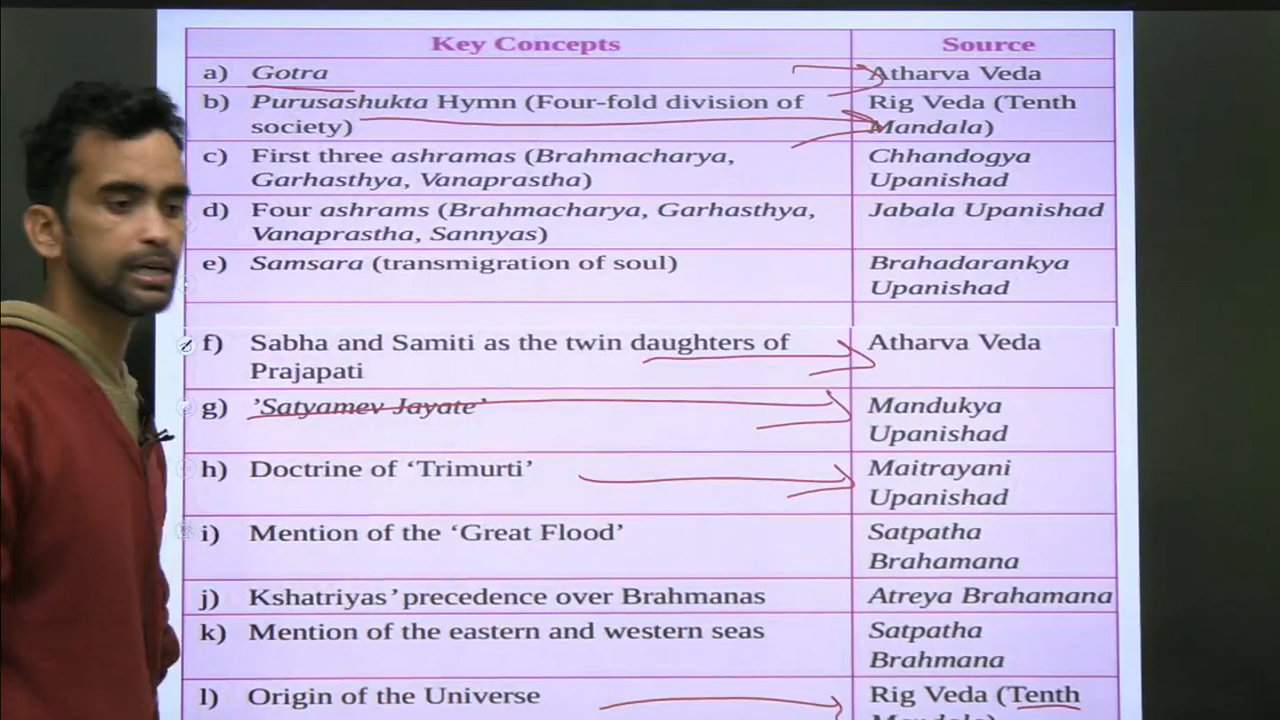 Key Concepts Source
a) Gotra Atharva Veda
b) Purusashukta Hymn (Four-fold division of Rig Veda (Tenth
society) Mandala)
c) First three ashramas (Brahmacharya, Chhandogya
Garhasthya, Vanaprastha) Upanishad
d) Four ashrams (Brahmacharya, Garhasthya, Jabala Upanishad
Vanaprastha, Sannyas)
e) Samsara (transmigration of soul) Brahadarankya
Upanishad
f) Sabha and Samiti as the twin daughters of Atharva Veda
Prajapati
g) ’Satyamev Jayate’ Mandukya
Upanishad
h) Doctrine of ‘Trimurti’ Maitrayani
Upanishad
i) Mention of the ‘Great Flood’ Satpatha
Brahamana
j) Kshatriyas’ precedence over Brahmanas Atreya Brahamana
k) Mention of the eastern and western seas Satpatha
Brahmana
l) Origin of the Universe Rig Veda (Tenth